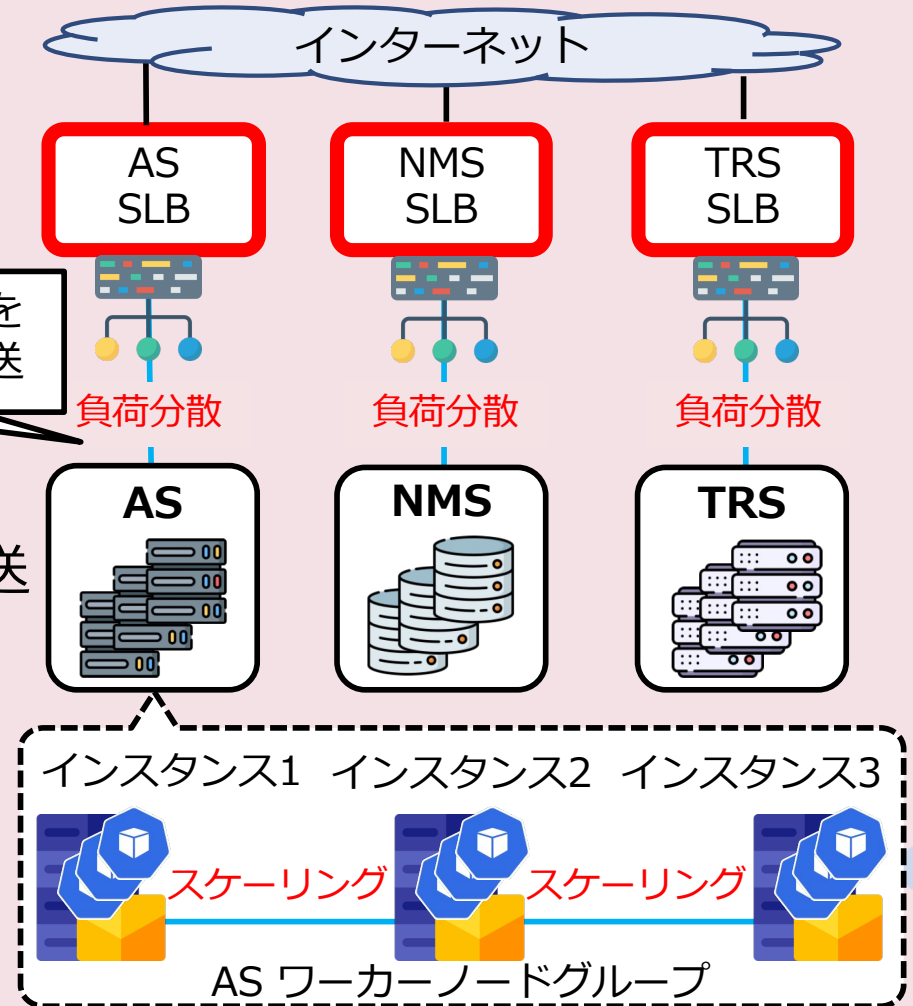 インターネット
AS
SLB
NMS
SLB
TRS
SLB
を
送
負荷分散
負荷分散
負荷分散
AS
NMS
TRS
送
インスタンス1
インスタンス2
インスタンス3
スケーリング
スケーリング
AS ワーカーノードグループ